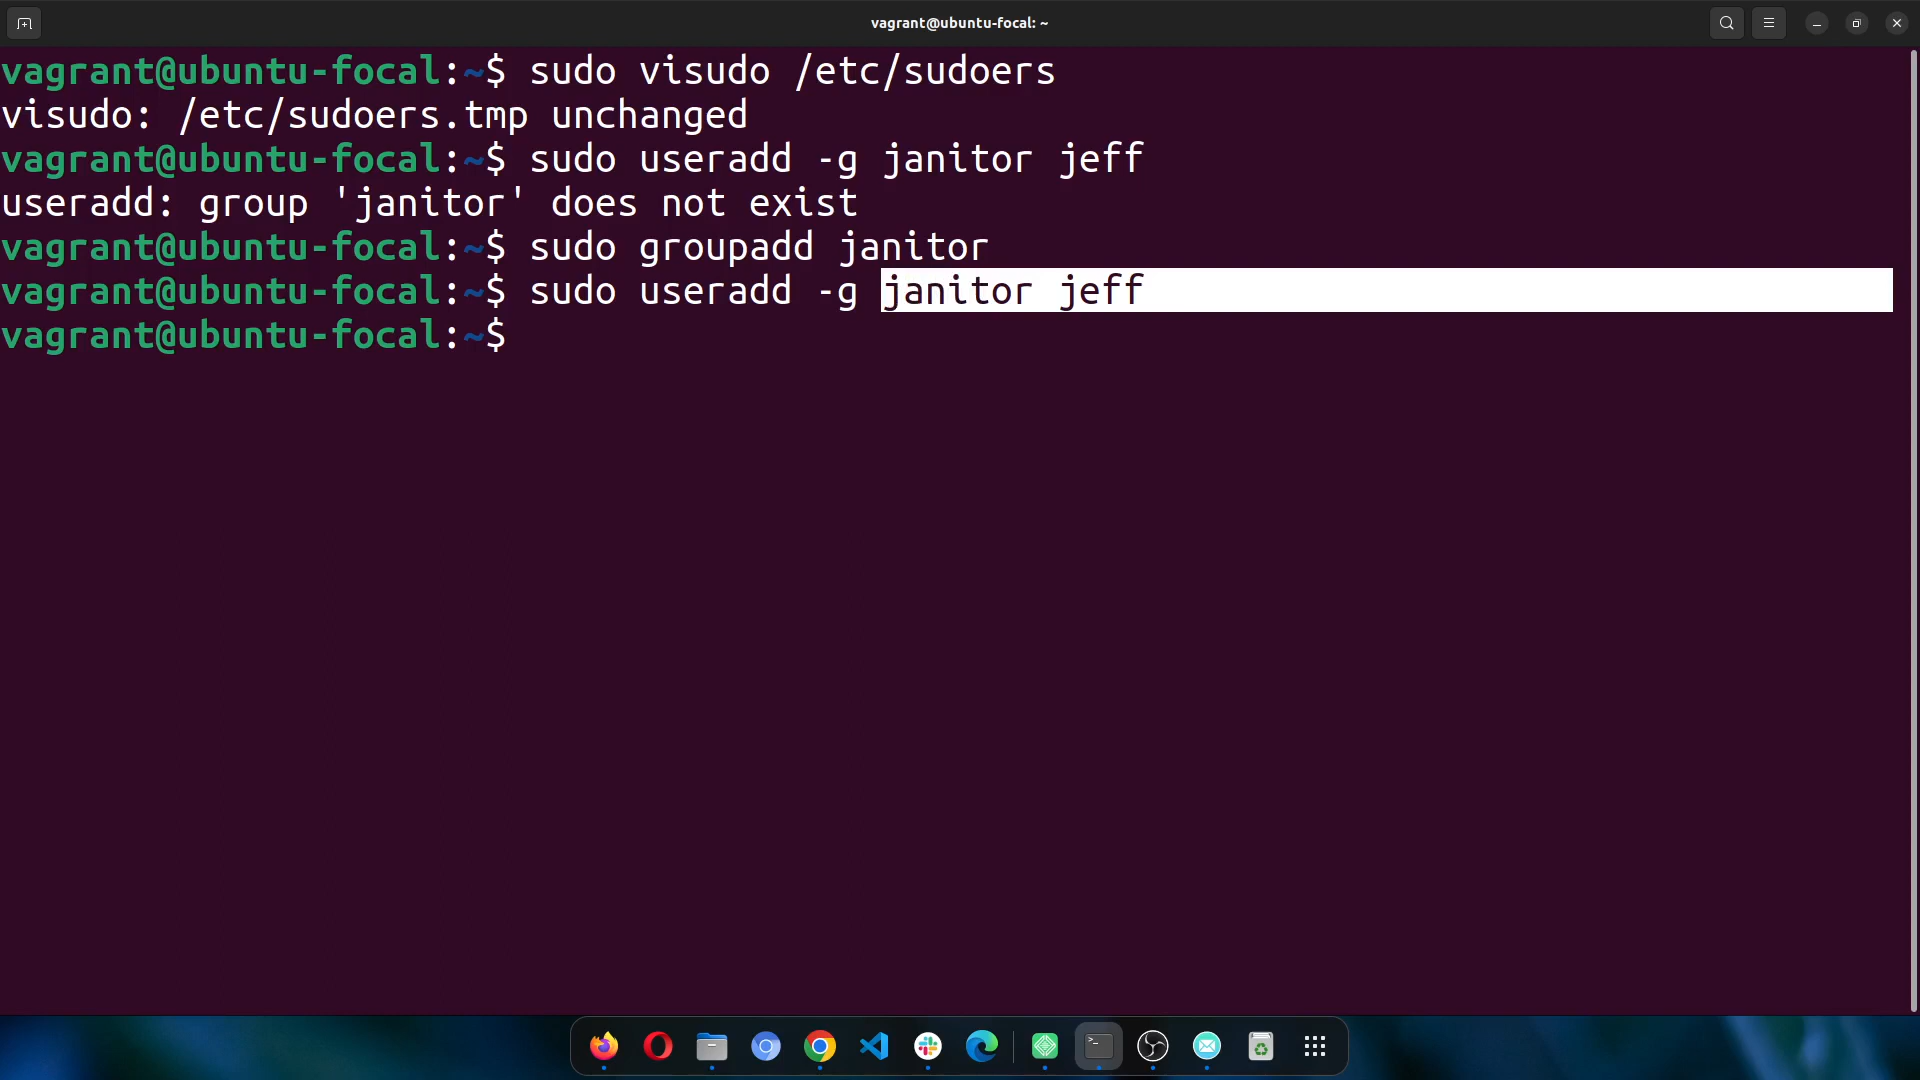 vagrant@ubuntu-focal: ~
vagrant@ubuntu-focal:~$ sudo visudo /etc/sudoers
visudo: /etc/sudoers.tmp unchanged
vagrant@ubuntu-focal:~$ sudo useradd -g janitor jeff
useradd: group 'janitor' does not exist
vagrant@ubuntu-focal:~$ sudo groupadd janitor
vagrant@ubuntu-focal:~$ sudo useradd -g janitor jeff
vagrant@ubuntu-focal:~$